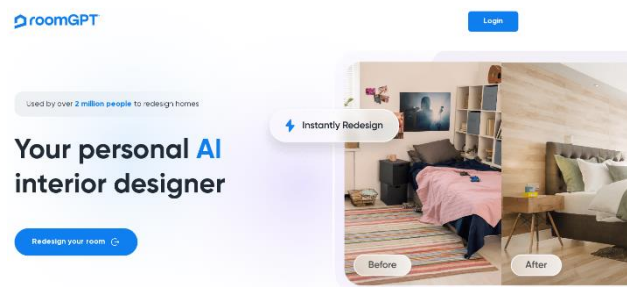 roomGPT
Login
Used by over 2 million people to redesign homes
Instantly Redesign
Your personal AI
interior designer
Redesign your room
Before
After